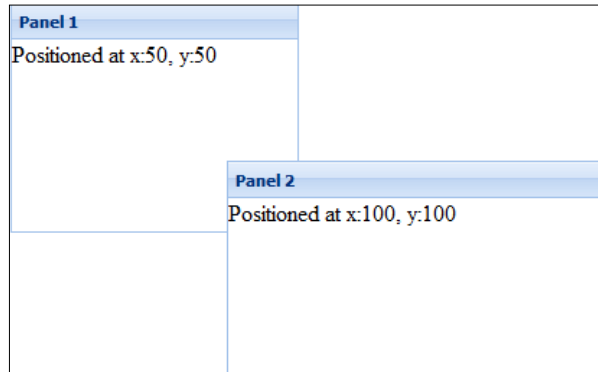 Panel 1
Positioned at x:50, y:50
Panel 2
Positioned at x:100, y:100